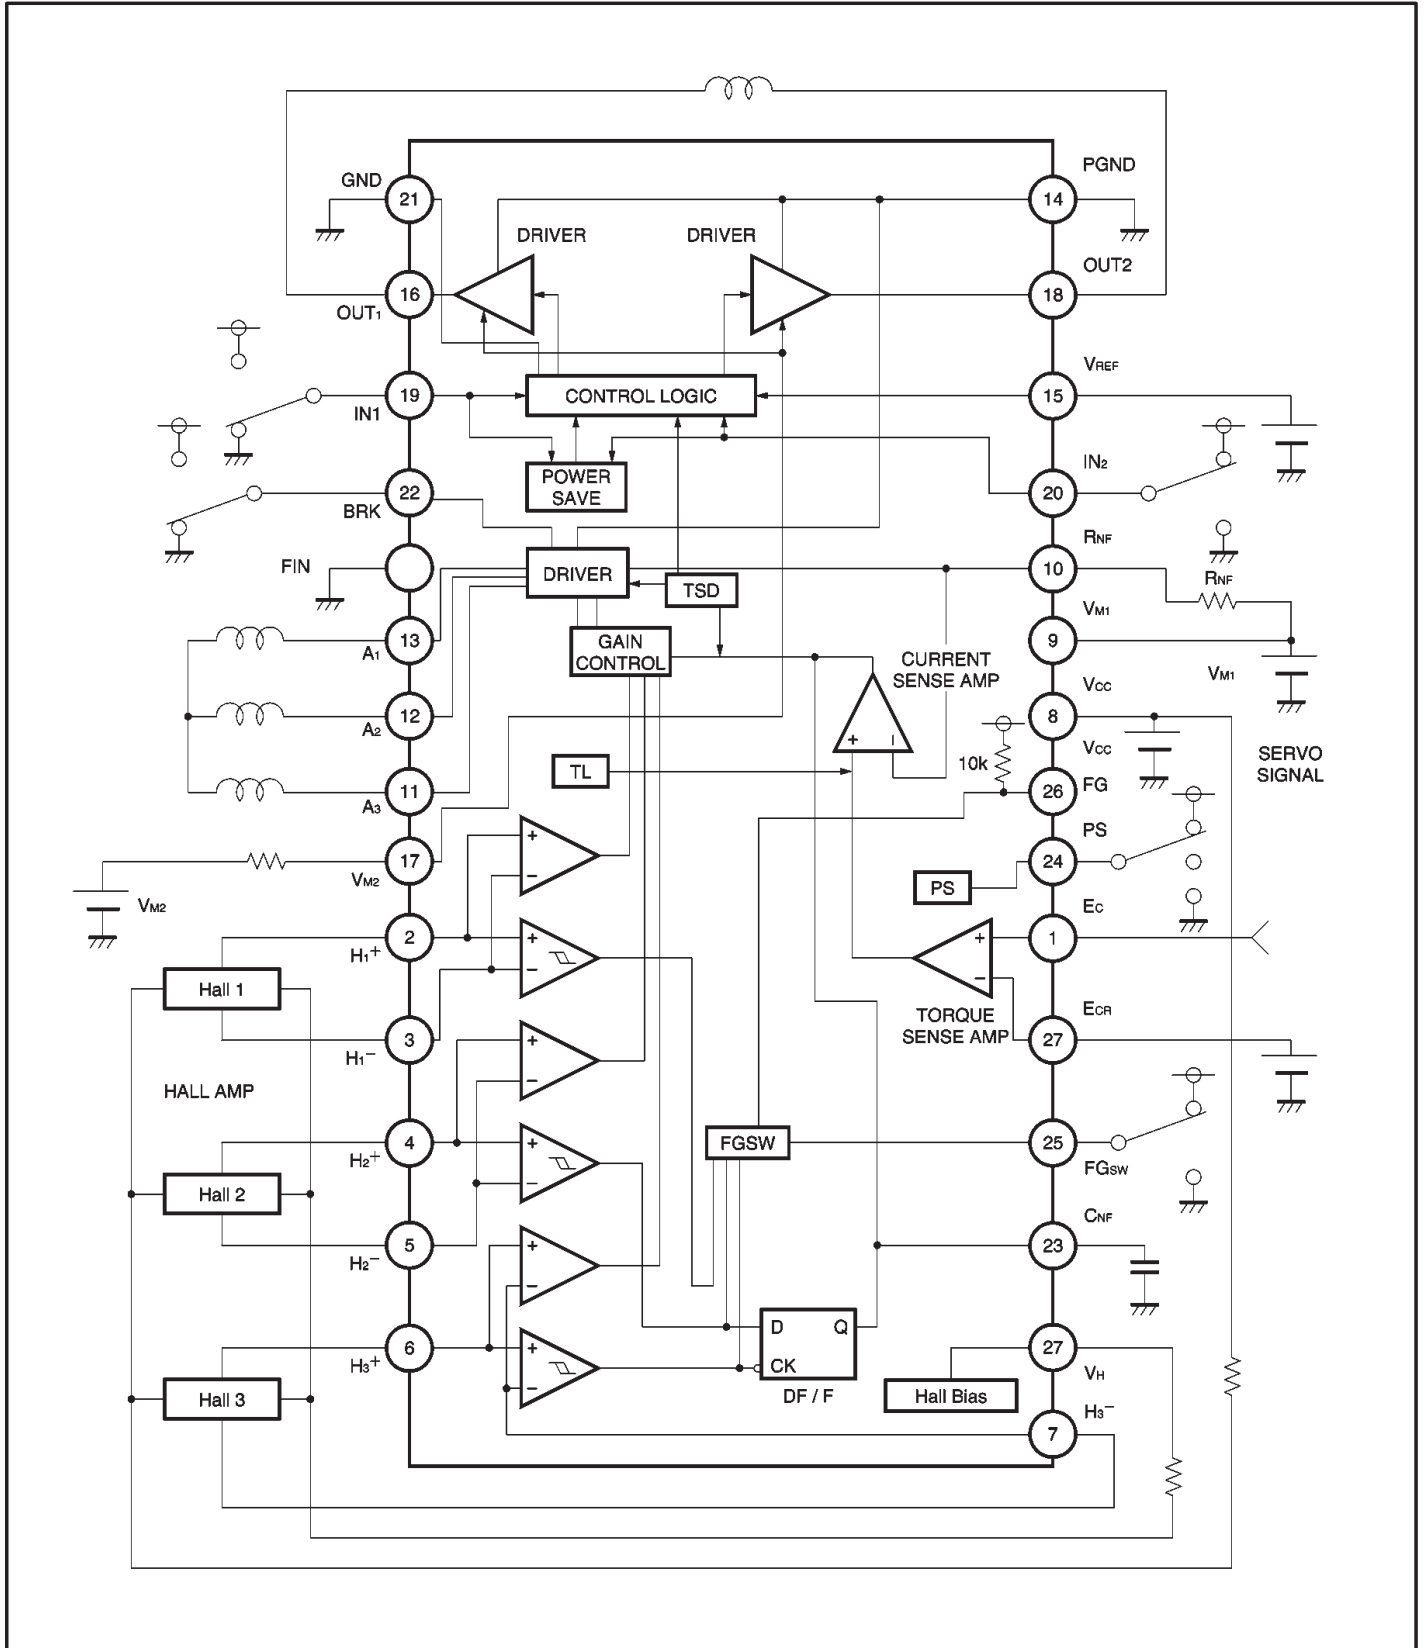 PGND
GND
21
14
DRIVER
DRIVER
OUT2
16
18
OUT1
VREF
19
CONTROL LOGIC
15
IN1
IN2
POWER
SAVE
22
20
BRK
RNF
FIN
DRIVER
10
TSD
RNF
VM1
GAIN
CONTROL
13
9
A1
CURRENT
SENSE AMP
VM1
VCC
12
8
A2
+
−
VCC
SERVO
SIGNAL
TL
10k
11
26
FG
A3
PS
+
17
24
VM2
−
PS
VM2
EC
2
+
+
1
H1+
−
−
Hall 1
ECR
TORQUE
SENSE AMP
3
+
27
H1−
−
HALL AMP
4
+
FGSW
25
H2+
FGSW
−
Hall 2
CNF
5
+
23
H2−
−
D
Q
6
+
27
H3+
CK
VH
−
Hall 3
DF / F
Hall Bias
H3−
7